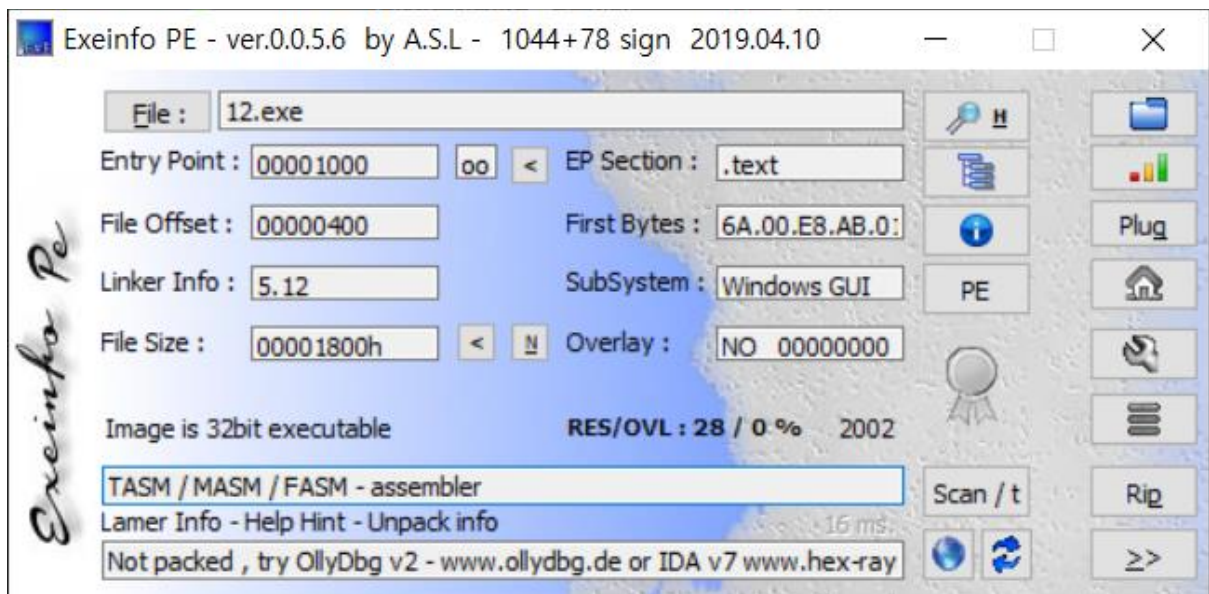 Exeinfo PE - ver.0.0.5.6 by A.S.L - 1044+78 sign 2019.04.10
File : 12.exe H
Entry Point : 00001000 oo < EP Section : .text
File Offset : 00000400 First Bytes : 6A.00.E8.AB.01 Plug
Linker Info : 5.12 SubSystem : Windows GUI PE
File Size : 00001800h < N Overlay : NO 00000000
Image is 32bit executable RES/OVL : 28 / 0 % 2002
TASM / MASM / FASM - assembler Scan / t Rip
Lamer Info - Help Hint - Unpack info 16 ms.
Not packed , try OllyDbg v2 - www.ollydbg.de or IDA v7 www.hex-ray >>
Exeinfo Pe